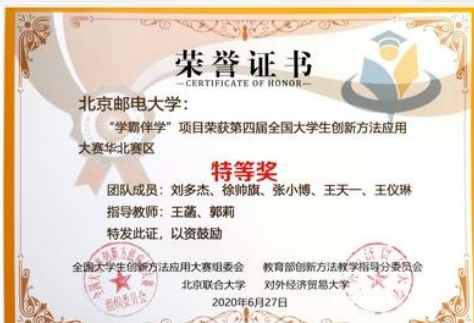 荣誉证书
—CERTIFICATE OF HONOR—
北京邮电大学：
“学霸伴学”项目荣获第四届全国大学生创新方法应用
大赛华北赛区
特等奖
团队成员：刘多杰、徐帅旗、张小博、王天一、王仪琳
指导教师：王菡、郭莉
特发此证，以资鼓励
全国大学生创新方法应用大赛组委会 教育部创新方法教学指导分委员会
北京联合大学 对外经济贸易大学
2020年6月27日
组织委员会